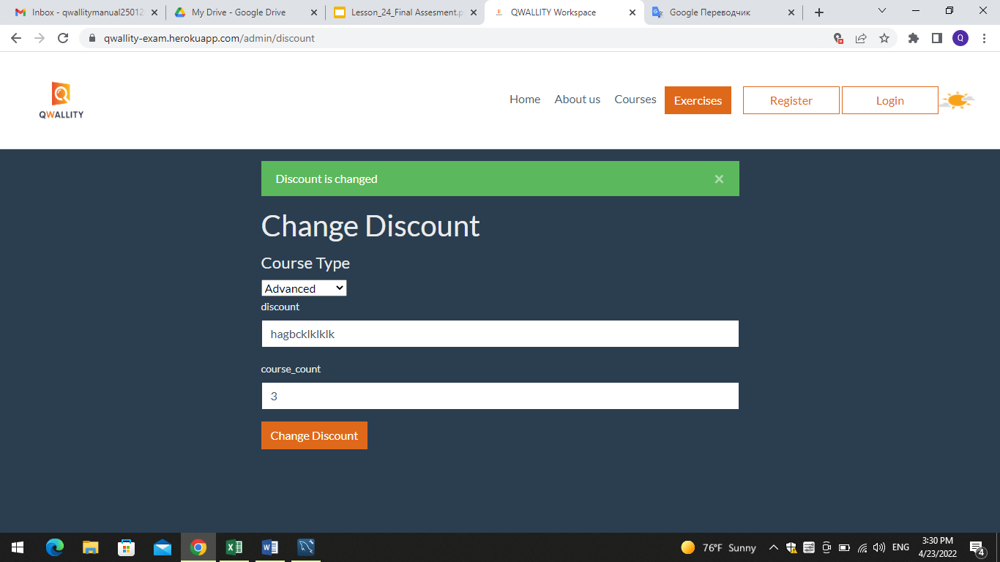 Inbox - qwallitymanual25012
My Drive - Google Drive
Lesson_24_Final Assesment.p
QWALLITY Workspace
Google Переводчик
qwallity-exam.herokuapp.com/admin/discount
Q
QWALLITY
Home
About us
Courses
Exercises
Register
Login
Discount is changed
×
Change Discount
Course Type
Advanced
discount
hagbcklklklk
course_count
3
Change Discount
76°F Sunny
ENG
3:30 PM
4/23/2022
4